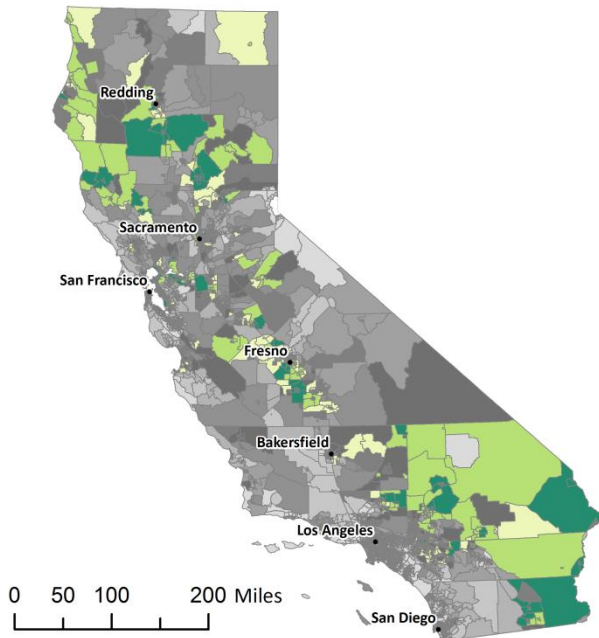 Redding
Sacramento
San Francisco
Fresno
Bakersfield
Los Angeles
San Diego
0 50 100 200 Miles